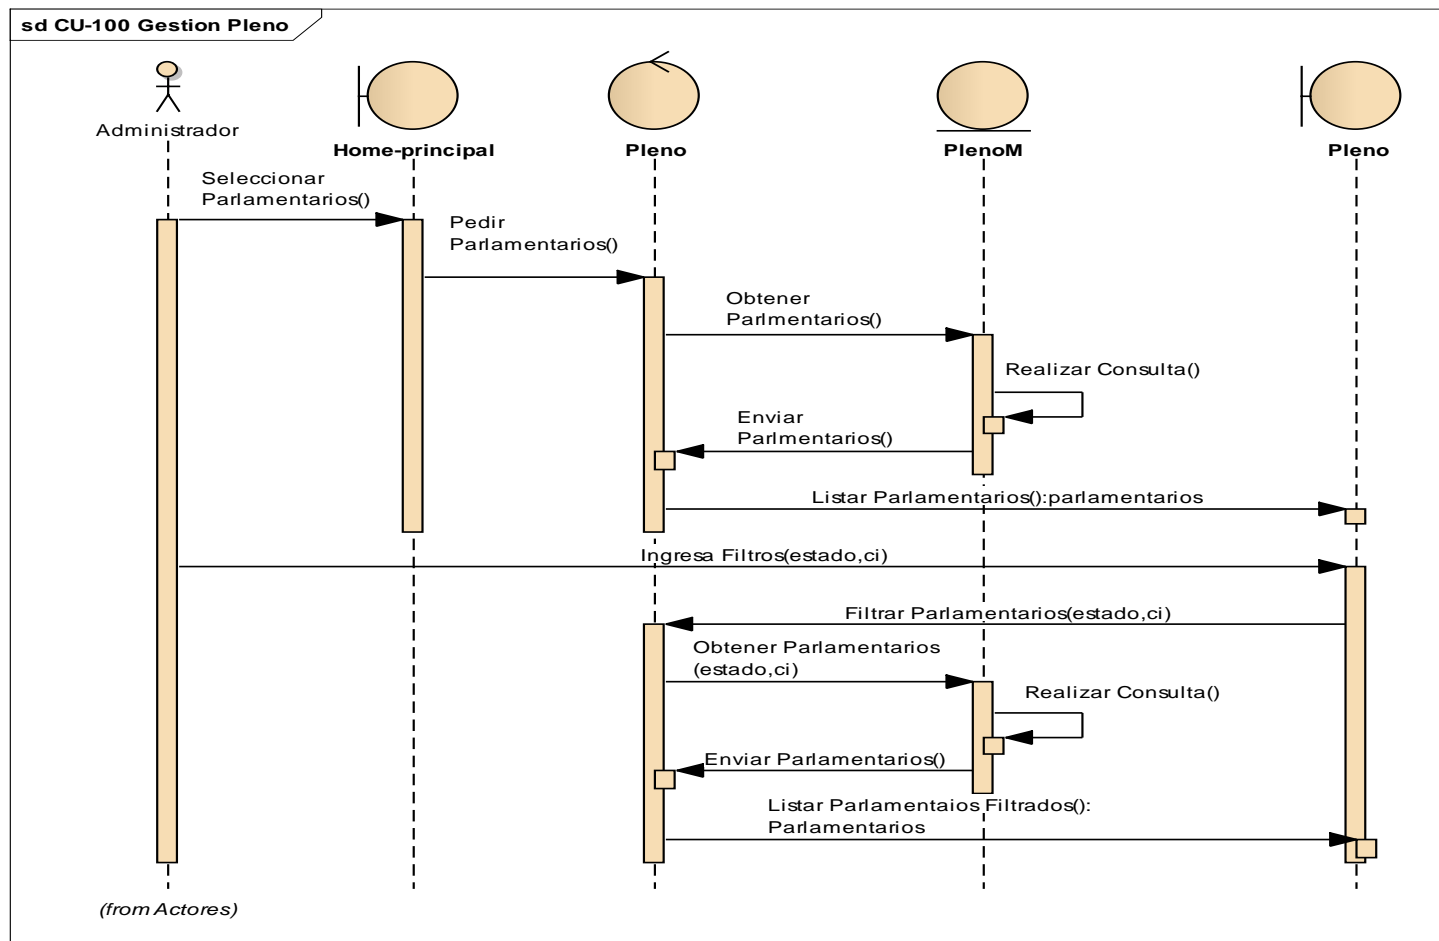 sd CU-100 Gestion Pleno
Administrador
Home-principal
Pleno
PlenoM
Pleno
Seleccionar
Parlamentarios()
Pedir
Parlamentarios()
Obtener
Parlmentarios()
Realizar Consulta()
Enviar
Parlmentarios()
Listar Parlamentarios():parlamentarios
Ingresa Filtros(estado,ci)
Filtrar Parlamentarios(estado,ci)
Obtener Parlamentarios
(estado,ci)
Realizar Consulta()
Enviar Parlamentarios()
Listar Parlamentaios Filtrados():
Parlamentarios
(from Actores)